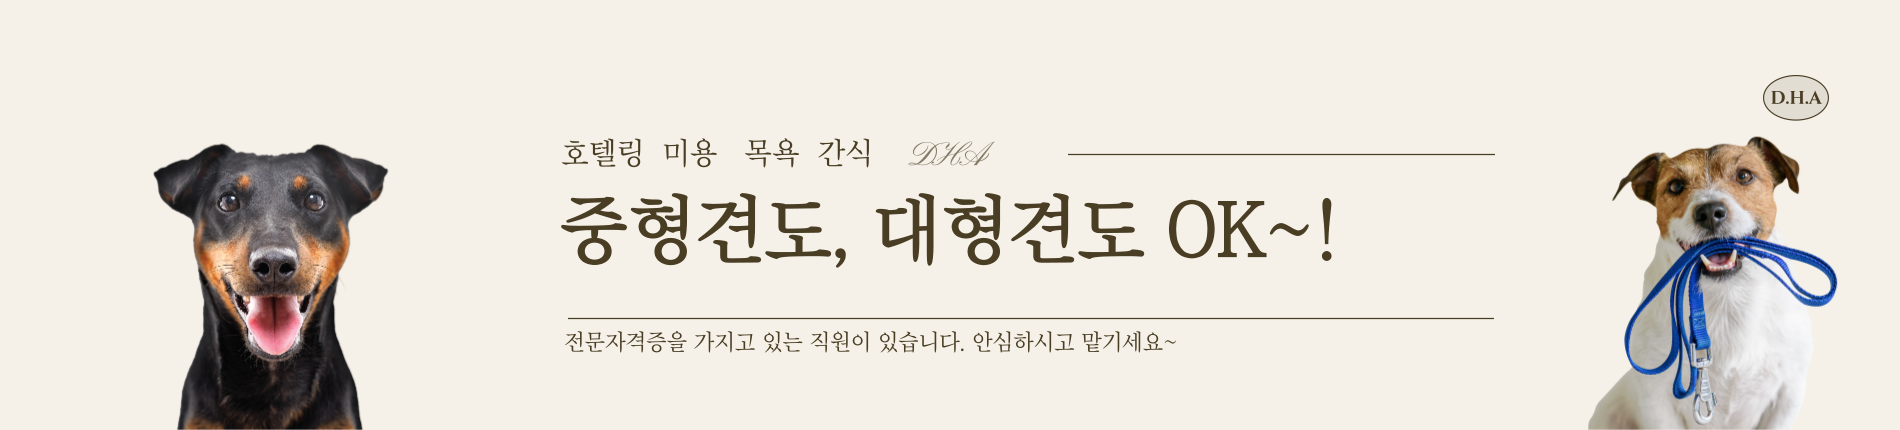 D.H.A
호텔링 미용 목욕 간식 DHA
중형견도, 대형견도 OK~!
전문자격증을 가지고 있는 직원이 있습니다. 안심하시고 맡기세요~